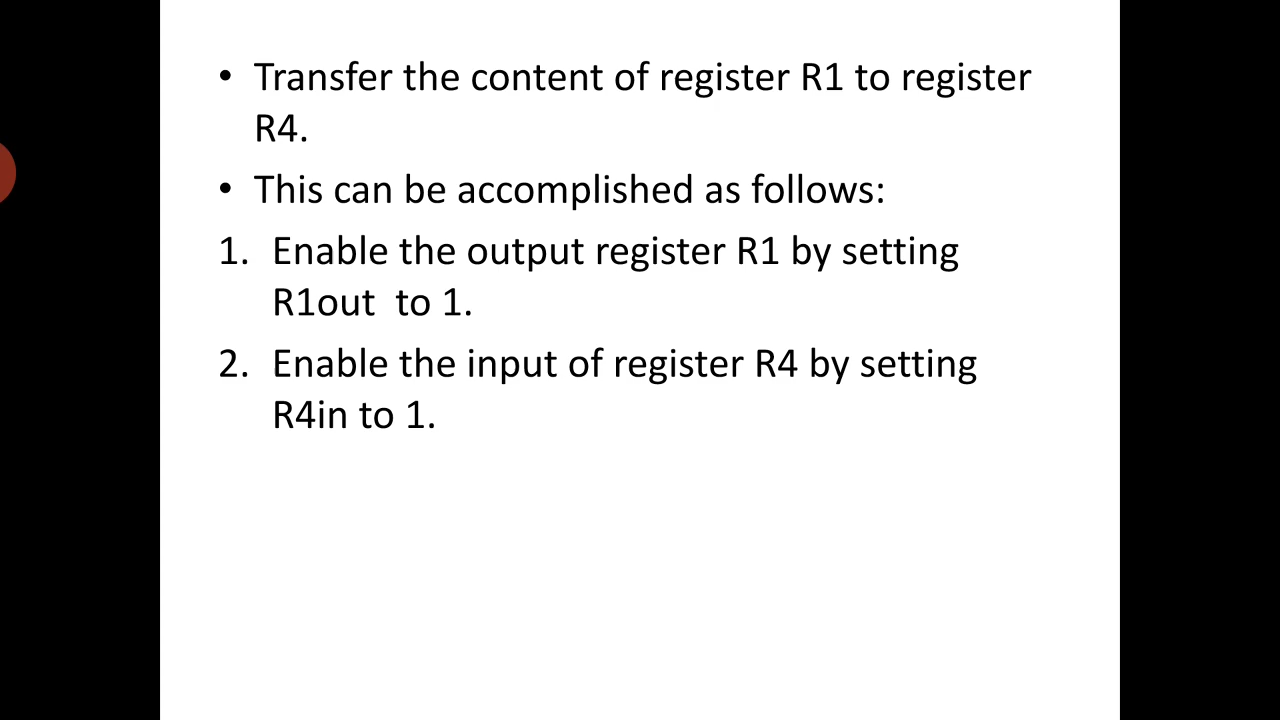 • Transfer the content of register R1 to register
R4.
• This can be accomplished as follows:
1. Enable the output register R1 by setting
R1out  to 1.
2. Enable the input of register R4 by setting
R4in to 1.